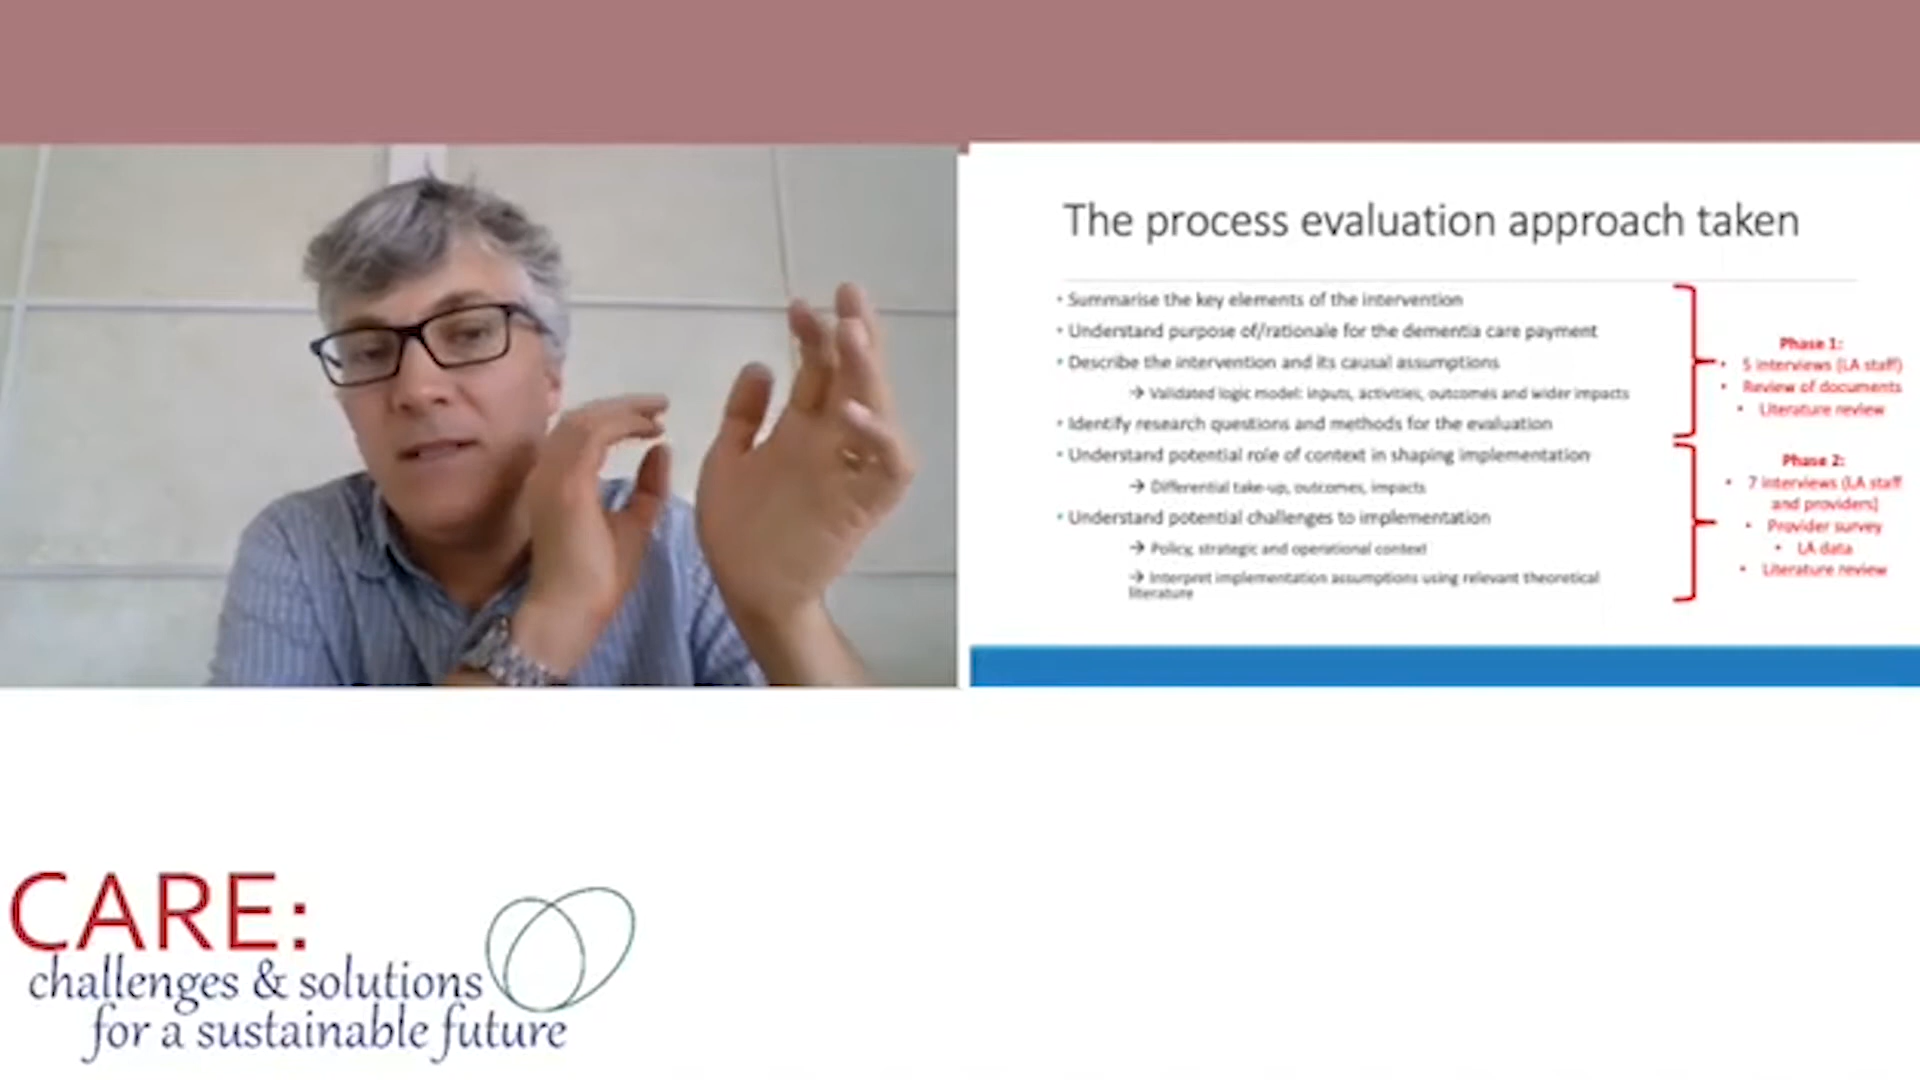 The process evaluation approach taken
• Summarise the key elements of the intervention
• Understand purpose of/rationale for the dementia care payment
• Describe the intervention and its causal assumptions
→ Validated logic model: inputs, activities, outcomes and wider impacts
• Identify research questions and methods for the evaluation
• Understand potential role of context in shaping implementation
→ Differential take-up, outcomes, impacts
• Understand potential challenges to implementation
→ Policy, strategic and operational context
→ Interpret implementation assumptions using relevant theoretical
literature
Phase 1:
• 5 interviews (LA staff)
• Review of documents
• Literature review
Phase 2:
• 7 interviews (LA staff
and providers)
• Provider survey
• LA data
• Literature review
CARE:
challenges & solutions
for a sustainable future